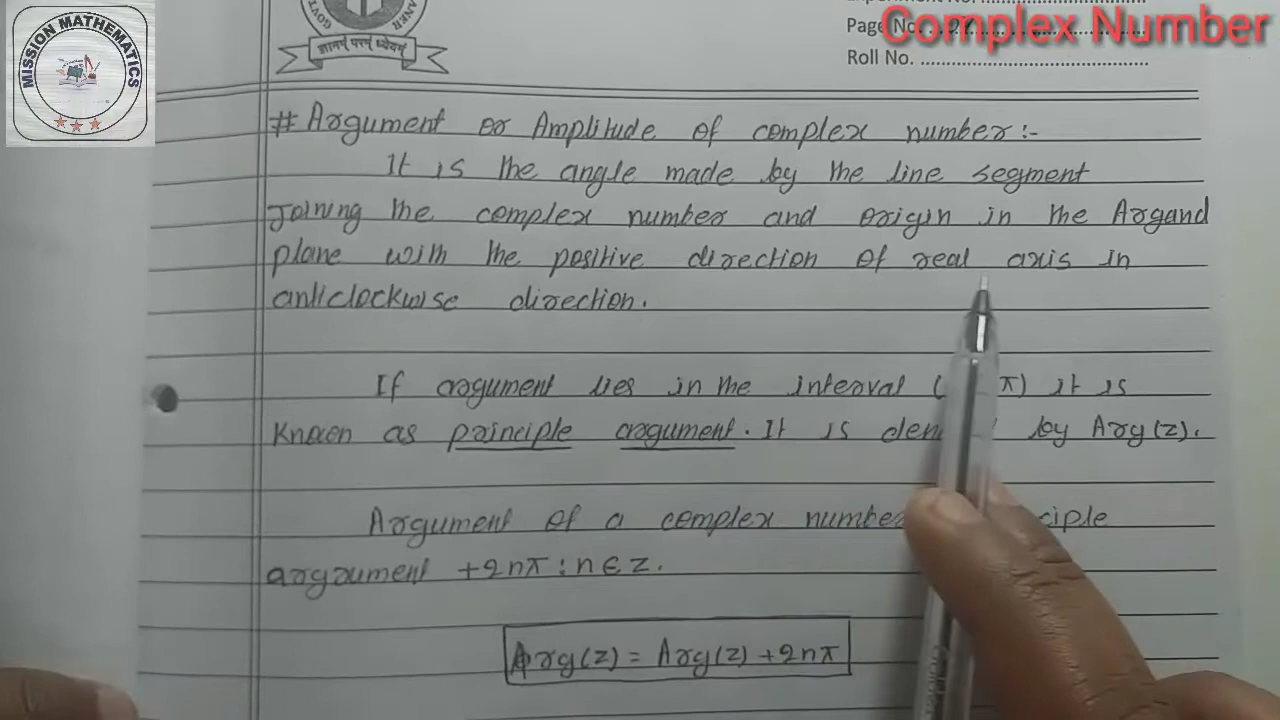 MISSION MATHEMATICS
ज्ञानम् परम् ध्येयम्
Complex Number
Page No.
Roll No.
# Argument or Amplitude of complex number :-
It is the angle made by the line segment
Joining the complex number and origin in the Argand
plane with the positive direction of real axis in
anticlockwise direction.
If argument lies in the interval ( π) it is
Known as principle argument. It is by Arg(z).
Argument of a complex
argument +2nπ : n ∈ z.
Arg(z) = Arg(z) + 2nπ